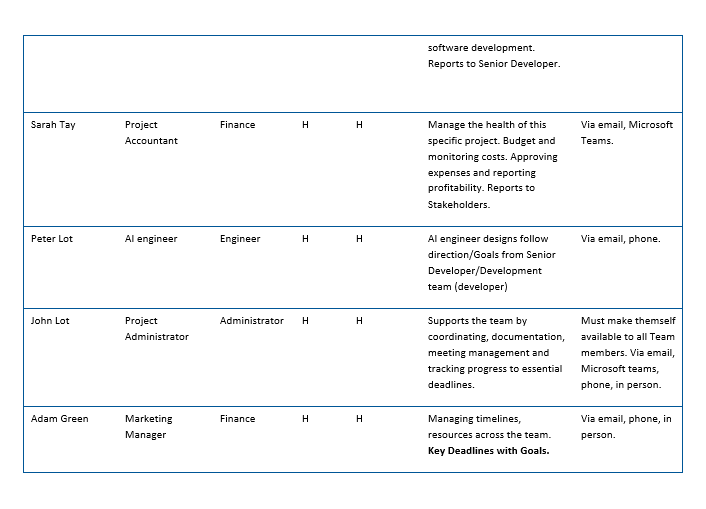 software development.
Reports to Senior Developer.
Sarah Tay
Project
Accountant
Finance
H
H
Manage the health of this
specific project. Budget and
monitoring costs. Approving
expenses and reporting
profitability. Reports to
Stakeholders.
Via email, Microsoft
Teams.
Peter Lot
AI engineer
Engineer
H
H
AI engineer designs follow
direction/Goals from Senior
Developer/Development
team (developer)
Via email, phone.
John Lot
Project
Administrator
Administrator
H
H
Supports the team by
coordinating, documentation,
meeting management and
tracking progress to essential
deadlines.
Must make themself
available to all Team
members. Via email,
Microsoft teams,
phone, in person.
Adam Green
Marketing
Manager
Finance
H
H
Managing timelines,
resources across the team.
Key Deadlines with Goals.
Via email, phone, in
person.